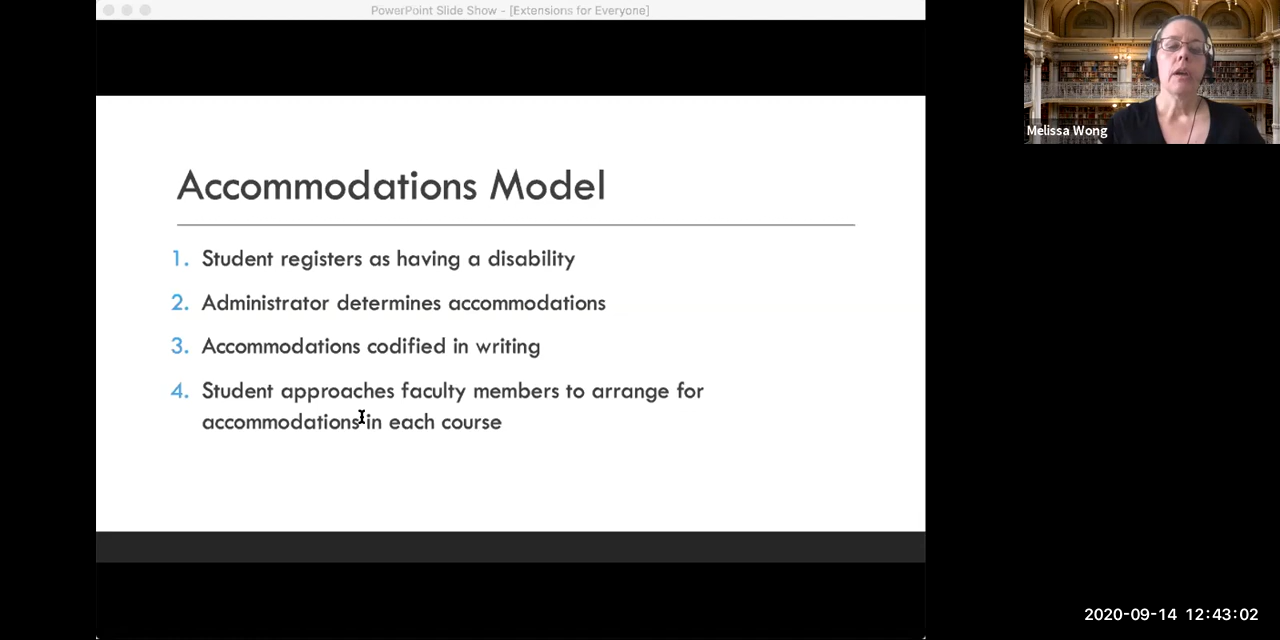 PowerPoint Slide Show - [Extensions for Everyone]
Melissa Wong
Accommodations Model
1. Student registers as having a disability
2. Administrator determines accommodations
3. Accommodations codified in writing
4. Student approaches faculty members to arrange for
accommodations in each course
2020-09-14 12:43:02